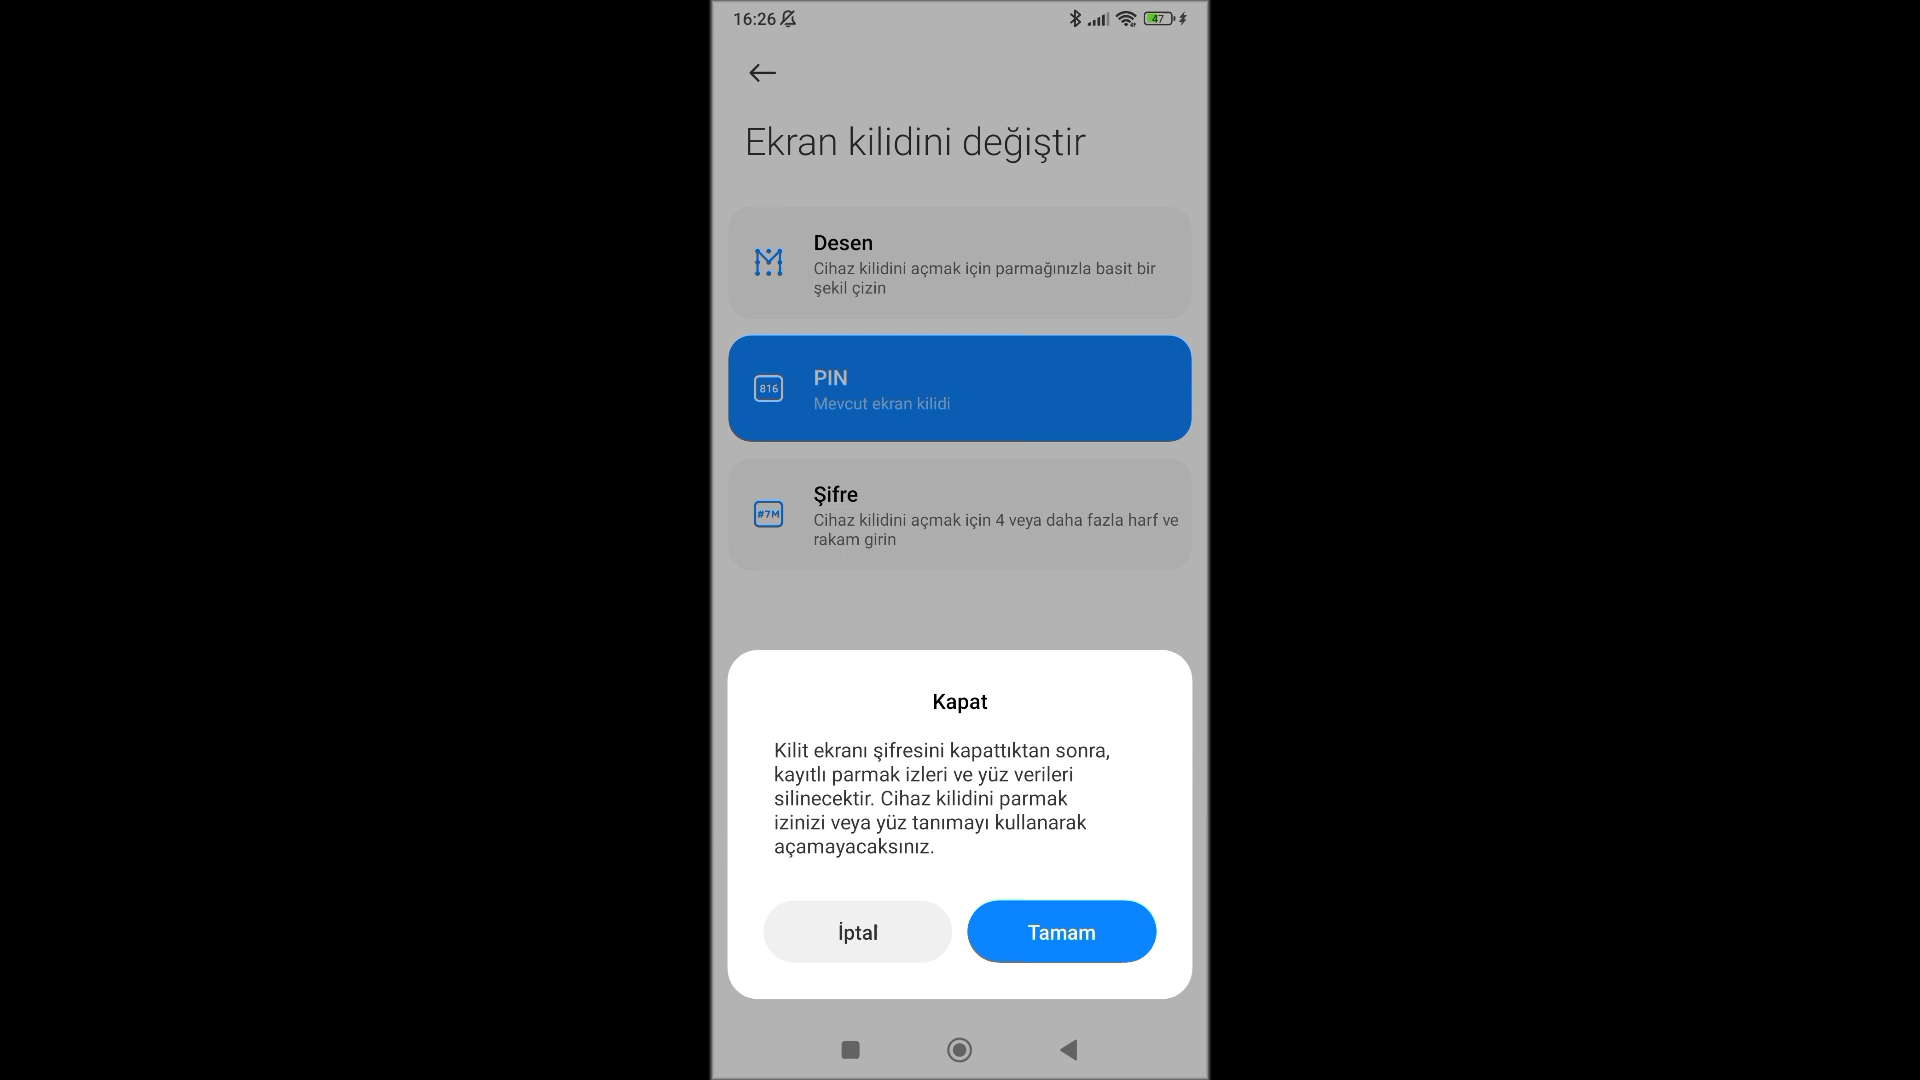 16:26
47
Ekran kilidini değiştir
Desen
Cihaz kilidini açmak için parmağınızla basit bir
şekil çizin
816
PIN
Mevcut ekran kilidi
#7M
Şifre
Cihaz kilidini açmak için 4 veya daha fazla harf ve
rakam girin
Kapat
Kilit ekranı şifresini kapattıktan sonra,
kayıtlı parmak izleri ve yüz verileri
silinecektir. Cihaz kilidini parmak
izinizi veya yüz tanımayı kullanarak
açamayacaksınız.
İptal
Tamam